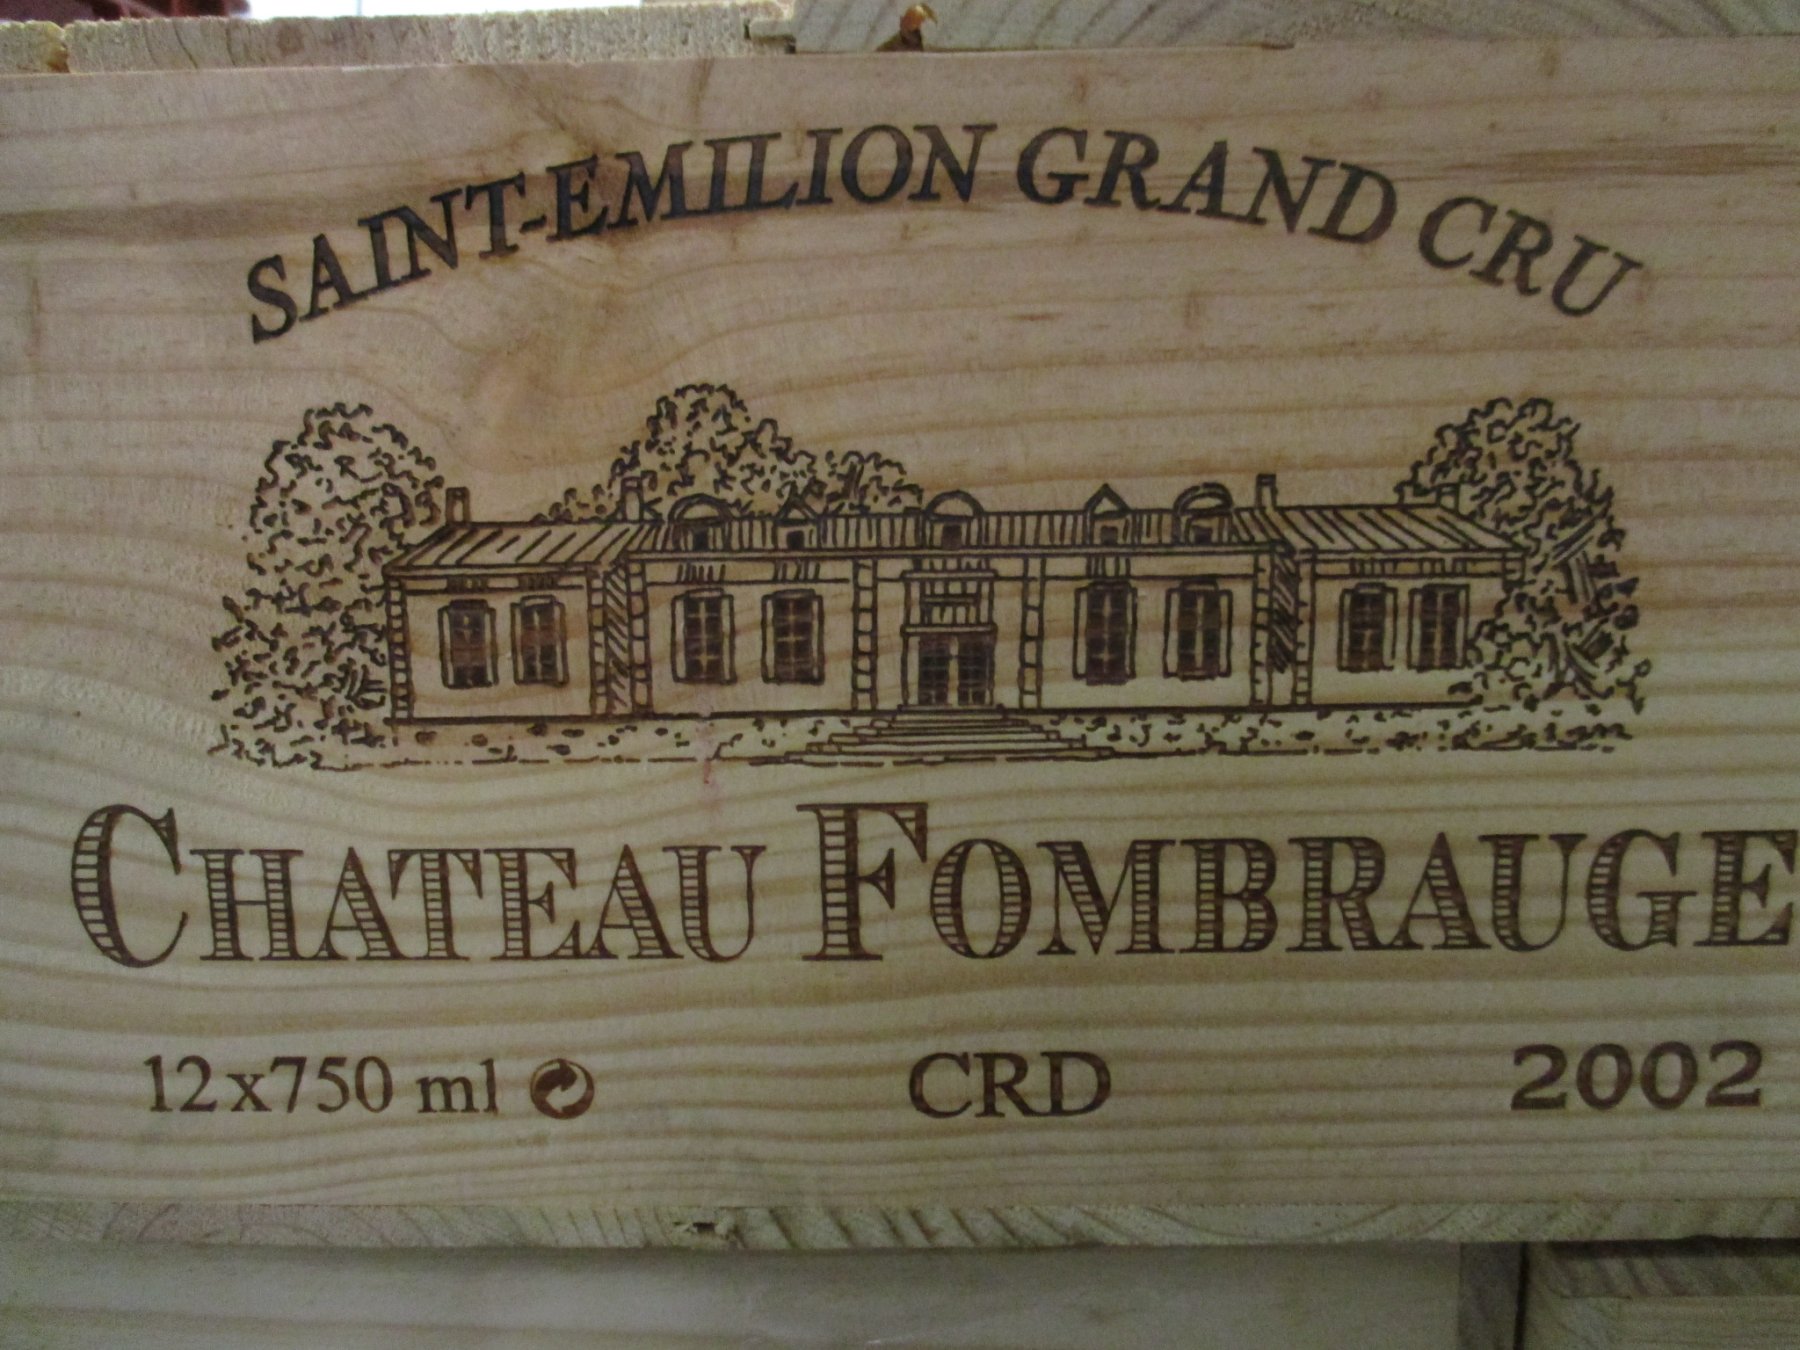 SAINT-EMILION GRAND CRU
CHATEAU FOMBRAUGE
12x750 ml CRD 2002